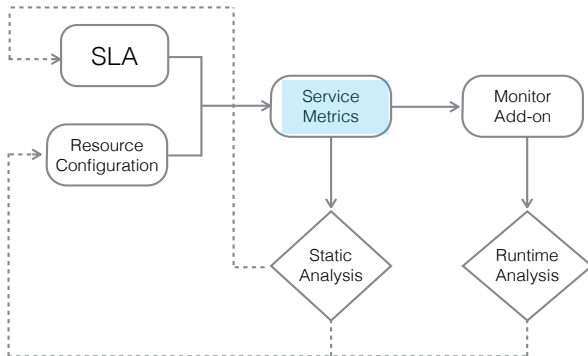 SLA
Resource
Configuration
Service
Metrics
Monitor
Add-on
Static
Analysis
Runtime
Analysis